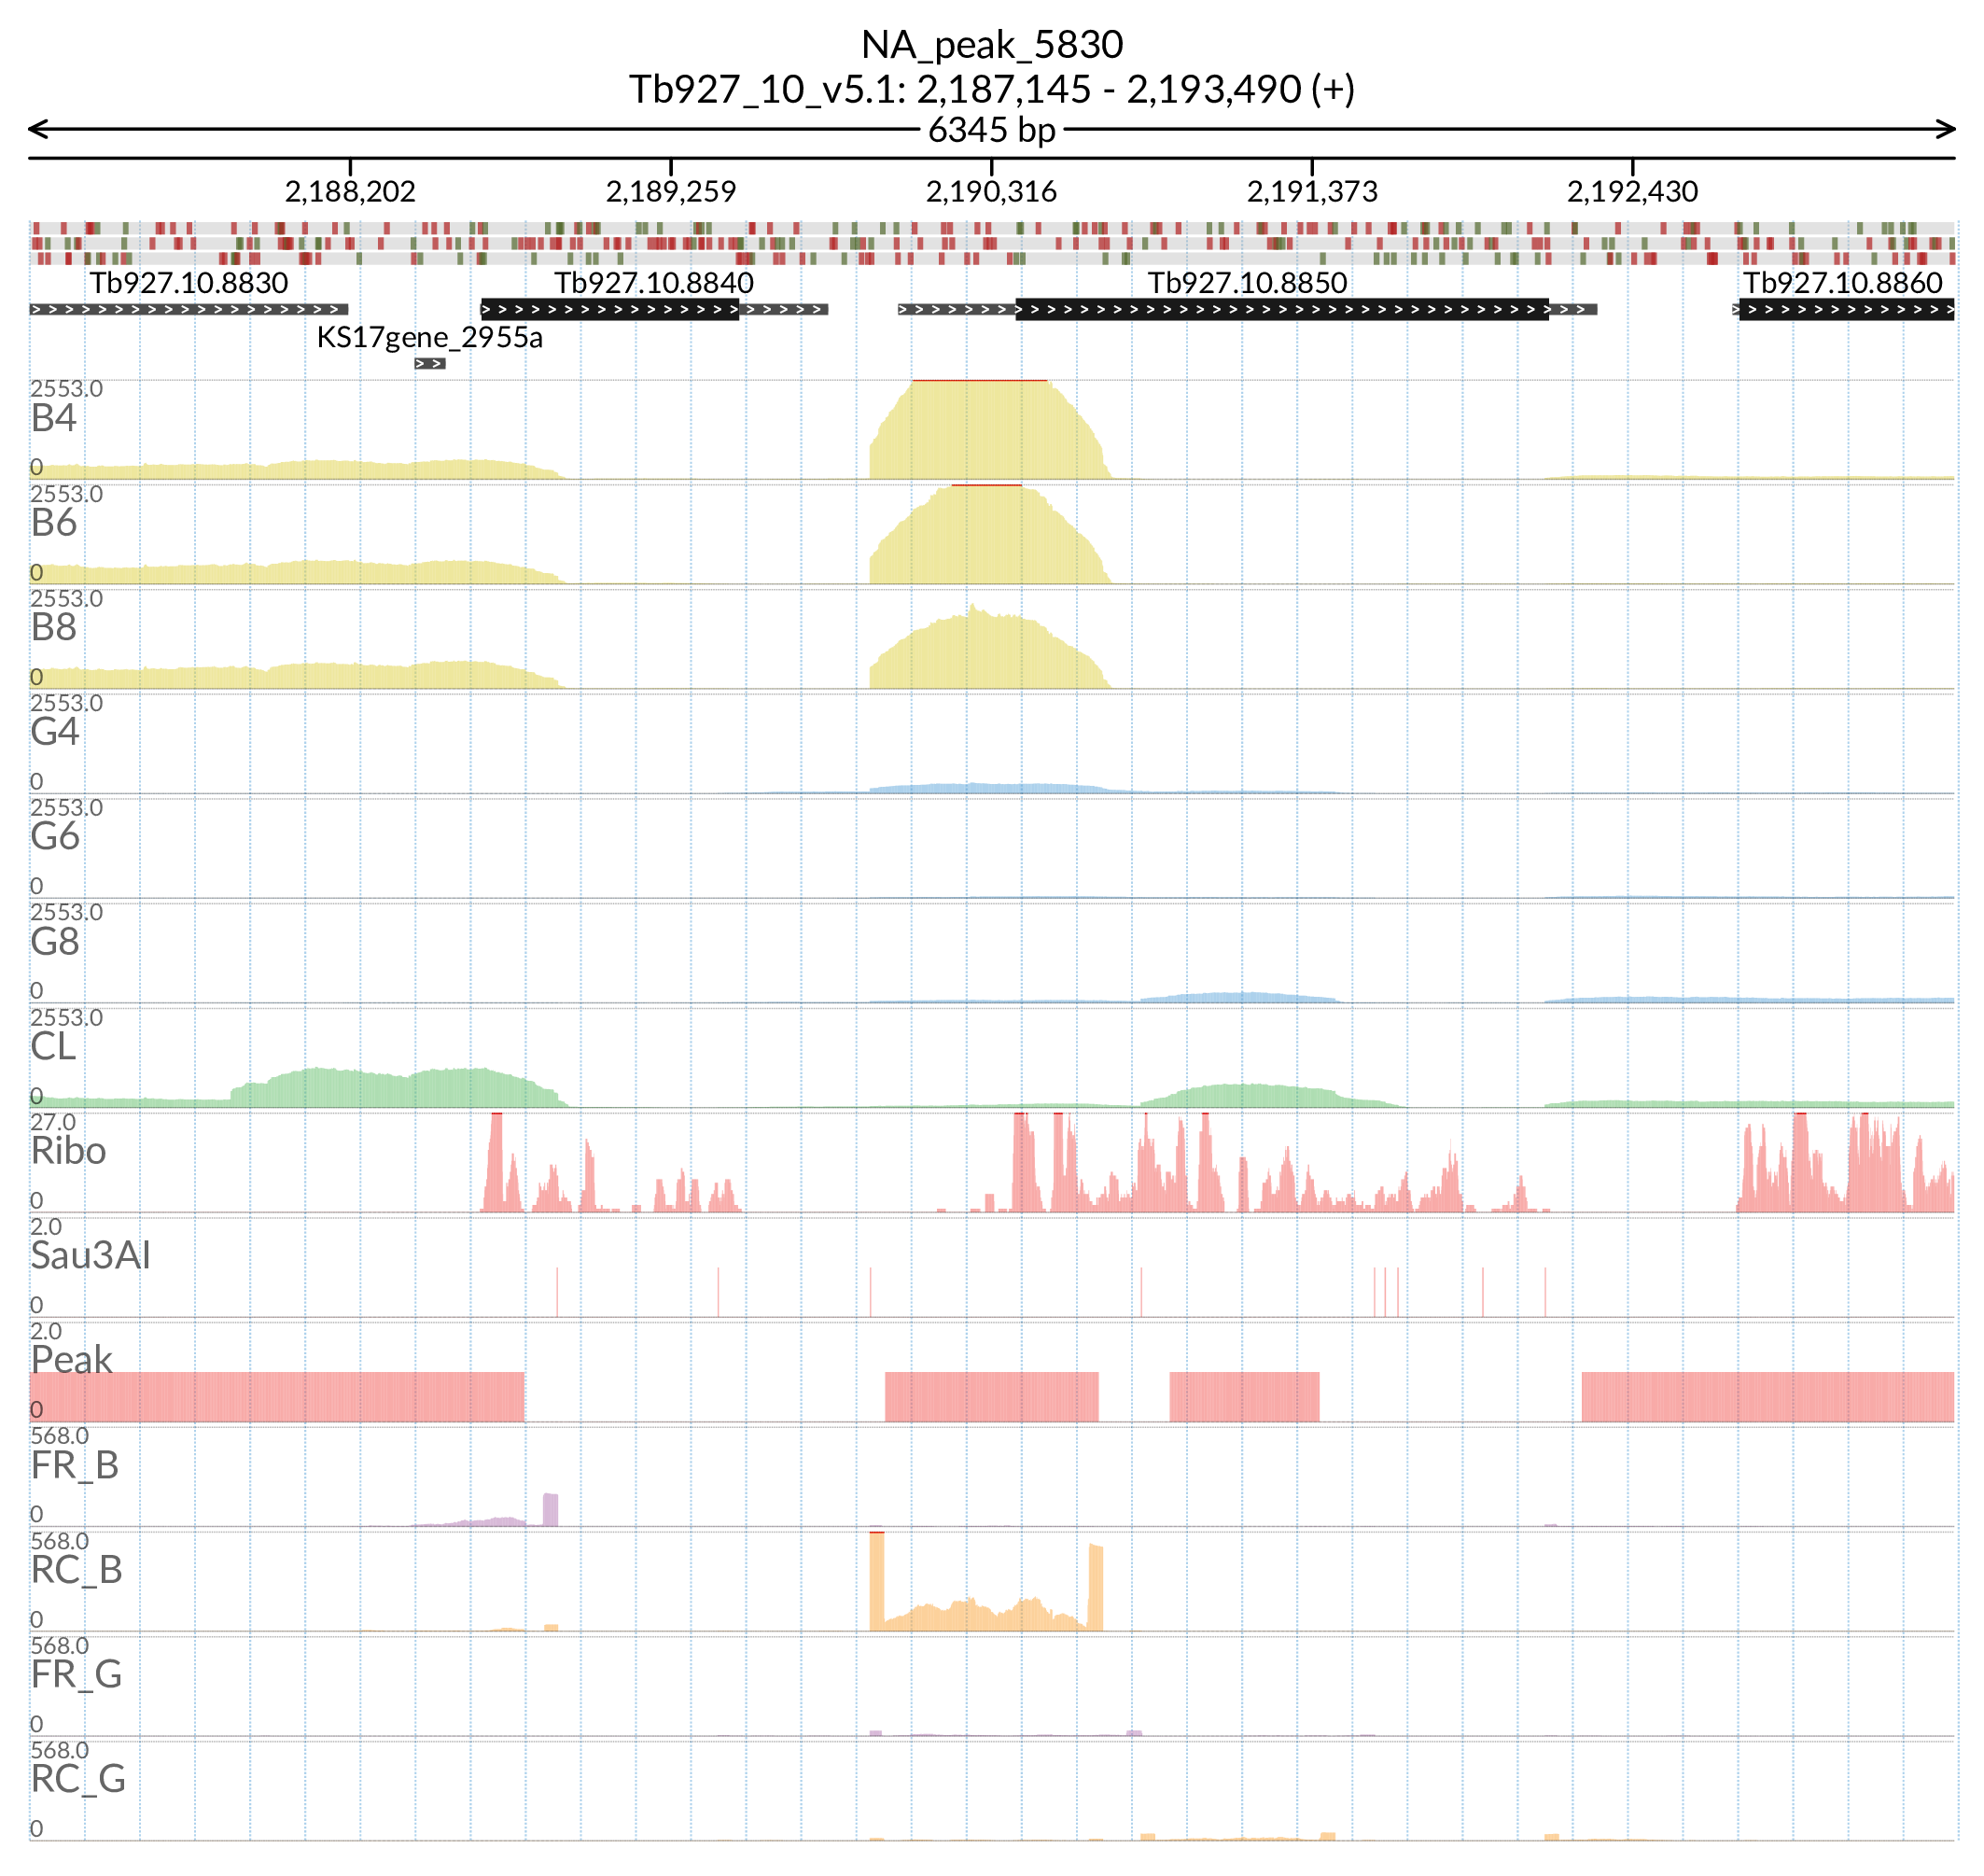 NA_peak_5830
Tb927_10_v5.1: 2,187,145 - 2,193,490 (+)
6345 bp
2,188,202 2,189,259 2,190,316 2,191,373 2,192,430
Tb927.10.8830 Tb927.10.8840 Tb927.10.8850 Tb927.10.8860
KS17gene_2955a
2553.0
B4
0
2553.0
B6
0
2553.0
B8
0
2553.0
G4
0
2553.0
G6
0
2553.0
G8
0
2553.0
CL
0
27.0
Ribo
0
2.0
Sau3AI
0
2.0
Peak
0
568.0
FR_B
0
568.0
RC_B
0
568.0
FR_G
0
568.0
RC_G
0